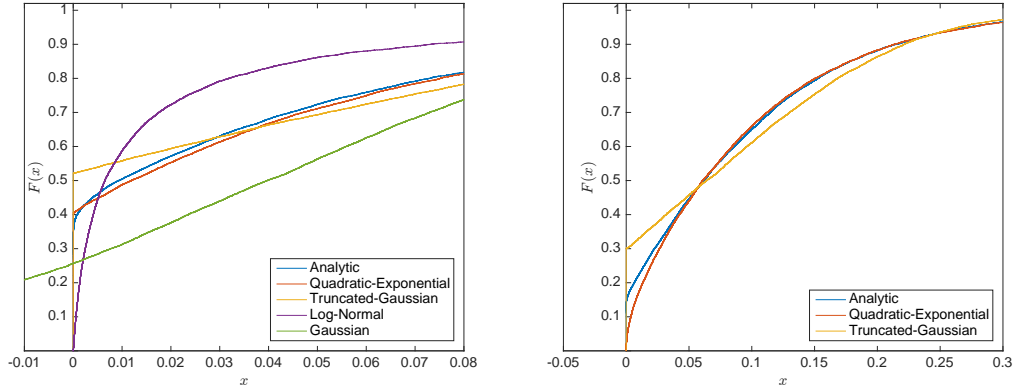 F(x)
1
0.9
0.8
0.7
0.6
0.5
0.4
0.3
0.2
0.1
-0.01 0 0.01 0.02 0.03 0.04 0.05 0.06 0.07 0.08
x
Analytic
Quadratic-Exponential
Truncated-Gaussian
Log-Normal
Gaussian
F(x)
1
0.9
0.8
0.7
0.6
0.5
0.4
0.3
0.2
0.1
-0.05 0 0.05 0.1 0.15 0.2 0.25 0.3
x
Analytic
Quadratic-Exponential
Truncated-Gaussian